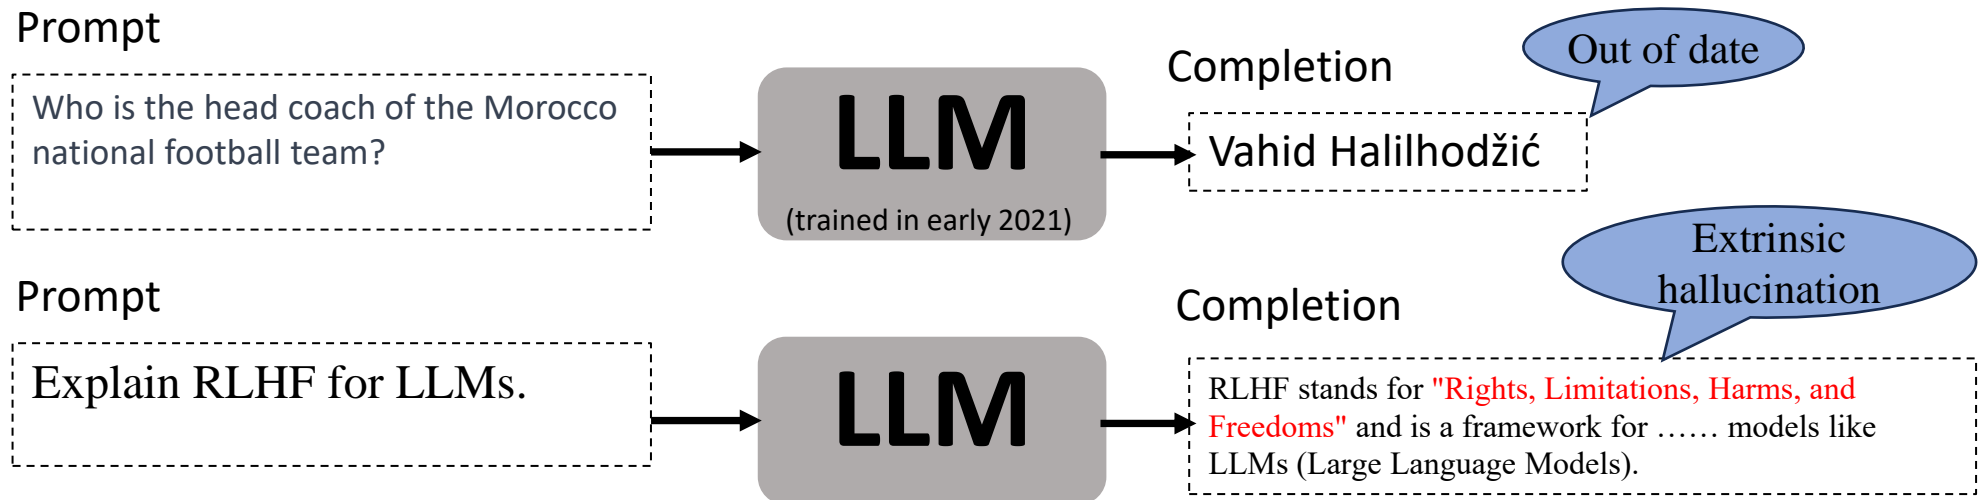 Prompt
Who is the head coach of the Morocco
national football team?
LLM
(trained in early 2021)
Completion
Vahid Halilhodžić
Out of date
Prompt
Explain RLHF for LLMs.
LLM
Completion
Extrinsic
hallucination
RLHF stands for "Rights, Limitations, Harms, and
Freedoms" and is a framework for …… models like
LLMs (Large Language Models).